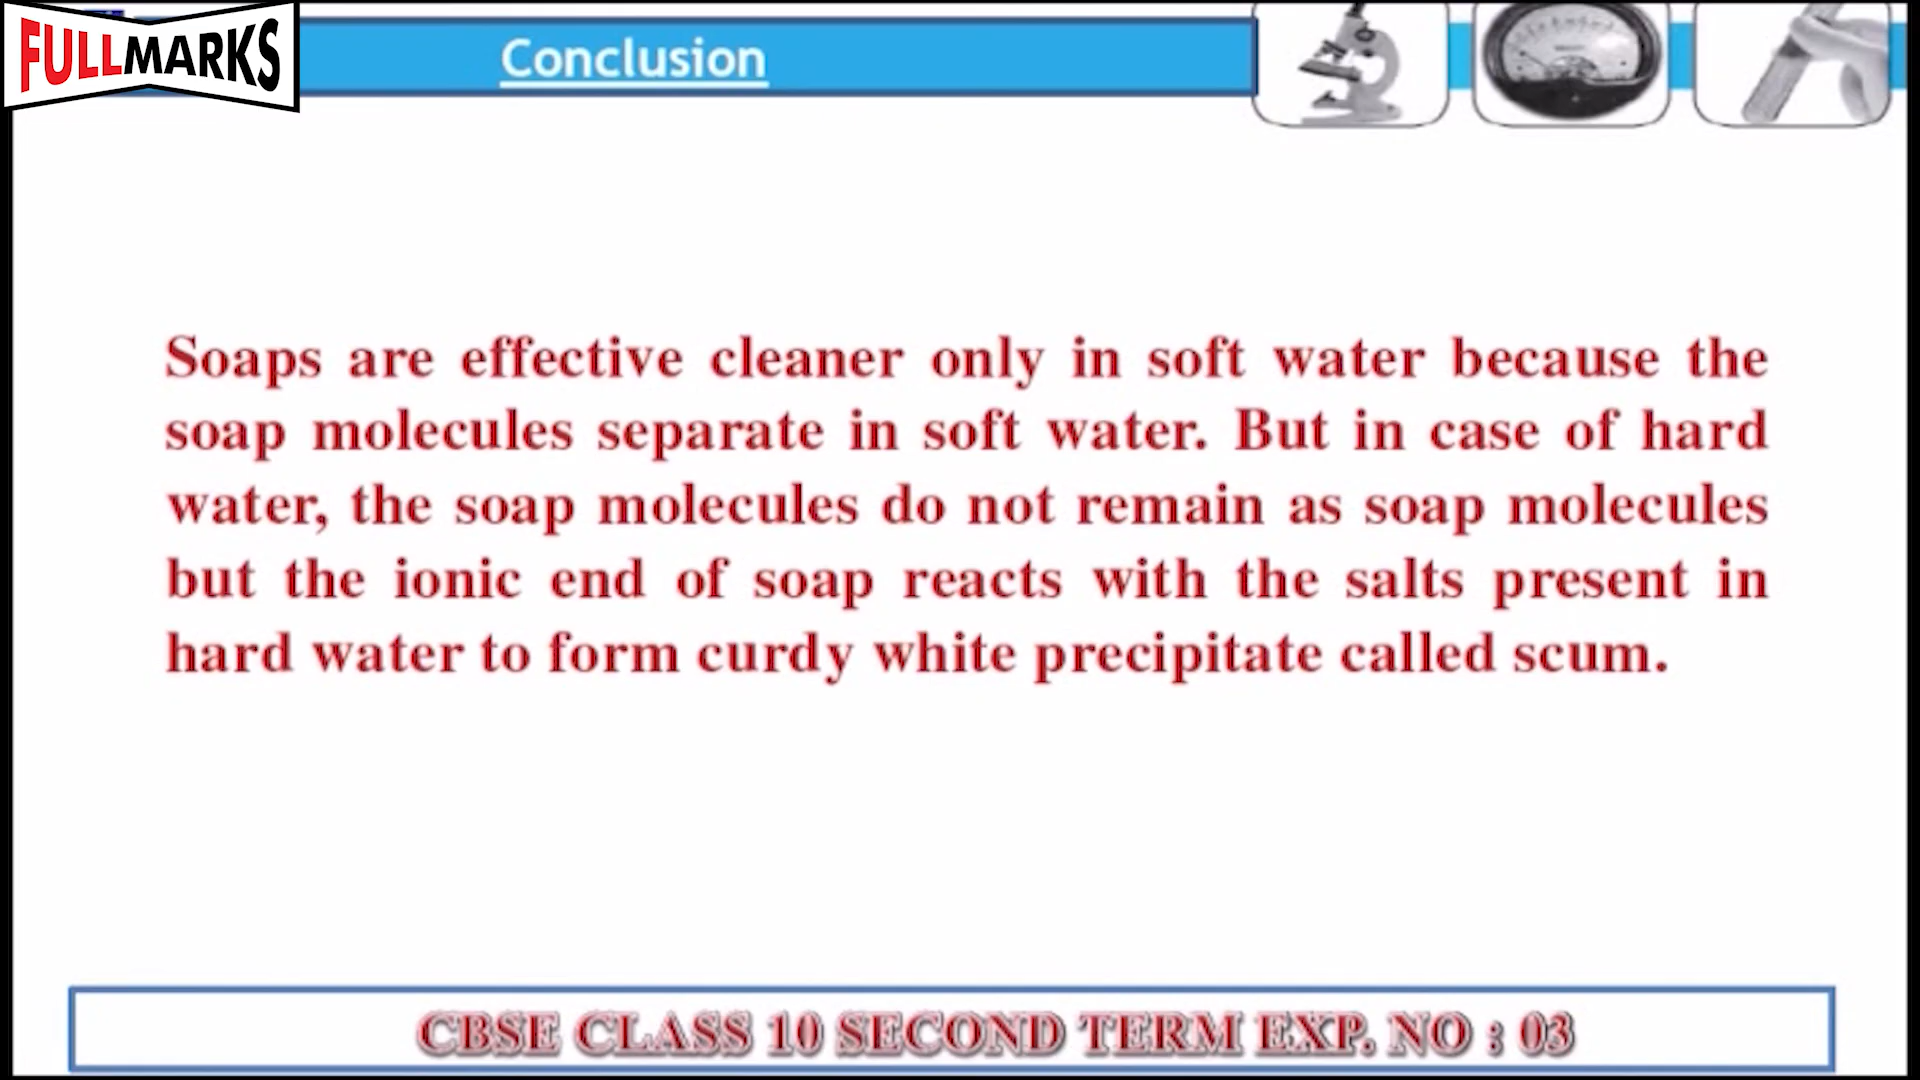 FULLMARKS
Conclusion
Soaps are effective cleaner only in soft water because the
soap molecules separate in soft water. But in case of hard
water, the soap molecules do not remain as soap molecules
but the ionic end of soap reacts with the salts present in
hard water to form curdy white precipitate called scum.
CBSE CLASS 10 SECOND TERM EXP. NO : 03